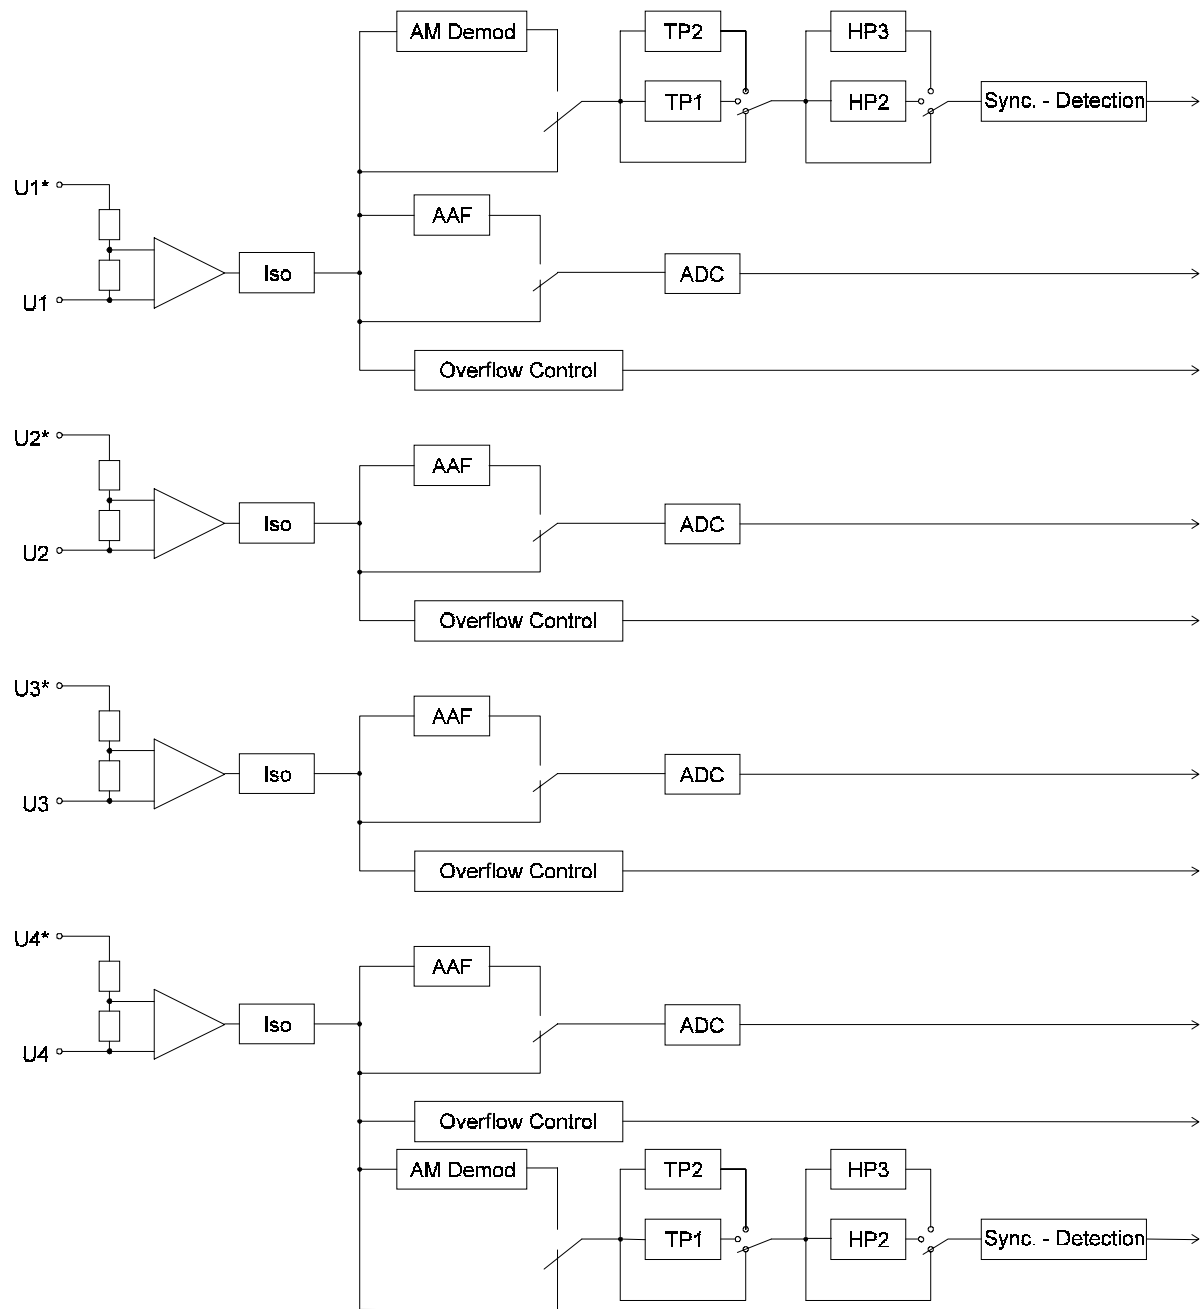 AM Demod
TP2
HP3
TP1
HP2
Sync. - Detection
U1*
AAF
Iso
ADC
U1
Overflow Control
U2*
AAF
Iso
ADC
U2
Overflow Control
U3*
AAF
Iso
ADC
U3
Overflow Control
U4*
AAF
Iso
ADC
U4
Overflow Control
AM Demod
TP2
HP3
TP1
HP2
Sync. - Detection